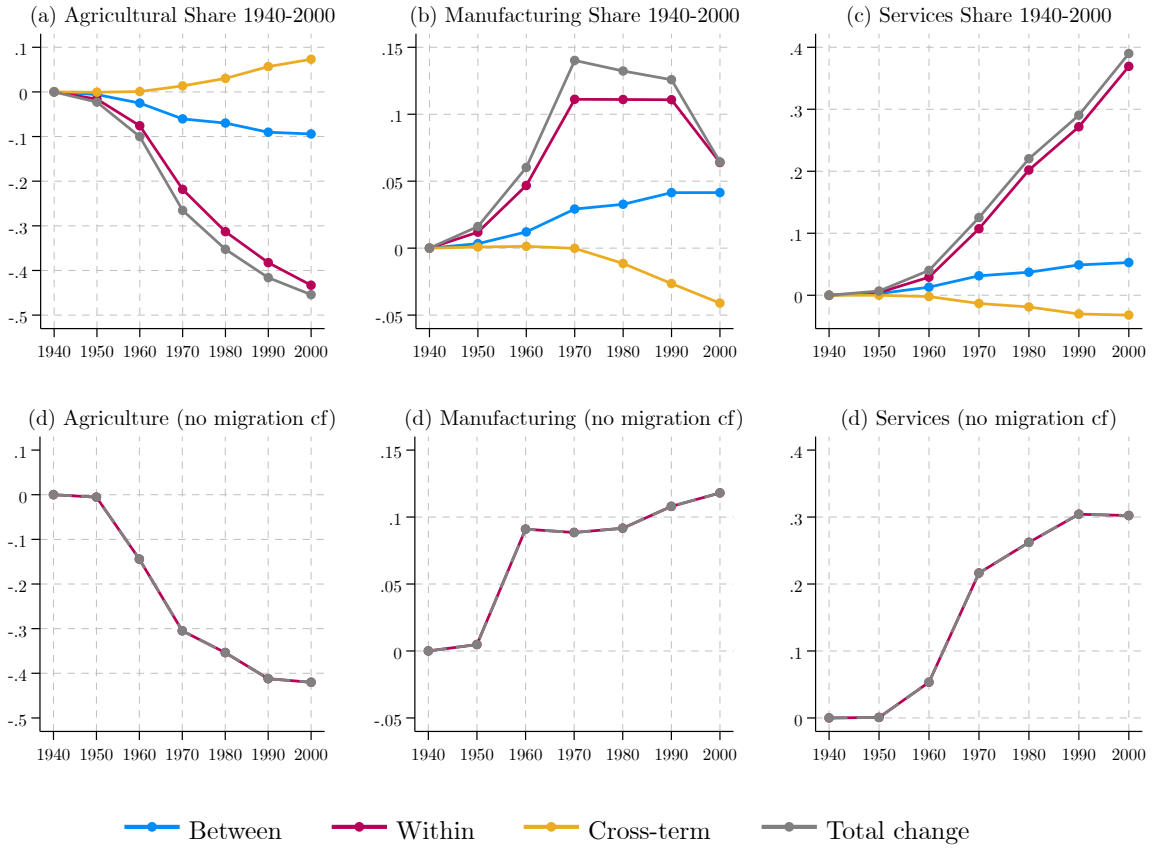 (a) Agricultural Share 1940-2000
.1
0
-.1
-.2
-.3
-.4
-.5
1940 1950 1960 1970 1980 1990 2000
(b) Manufacturing Share 1940-2000
.15
.1
.05
0
-.05
1940 1950 1960 1970 1980 1990 2000
(c) Services Share 1940-2000
.4
.3
.2
.1
0
1940 1950 1960 1970 1980 1990 2000
(d) Agriculture (no migration cf)
.1
0
-.1
-.2
-.3
-.4
-.5
1940 1950 1960 1970 1980 1990 2000
(d) Manufacturing (no migration cf)
.15
.1
.05
0
-.05
1940 1950 1960 1970 1980 1990 2000
(d) Services (no migration cf)
.4
.3
.2
.1
0
1940 1950 1960 1970 1980 1990 2000
Between Within Cross-term Total change